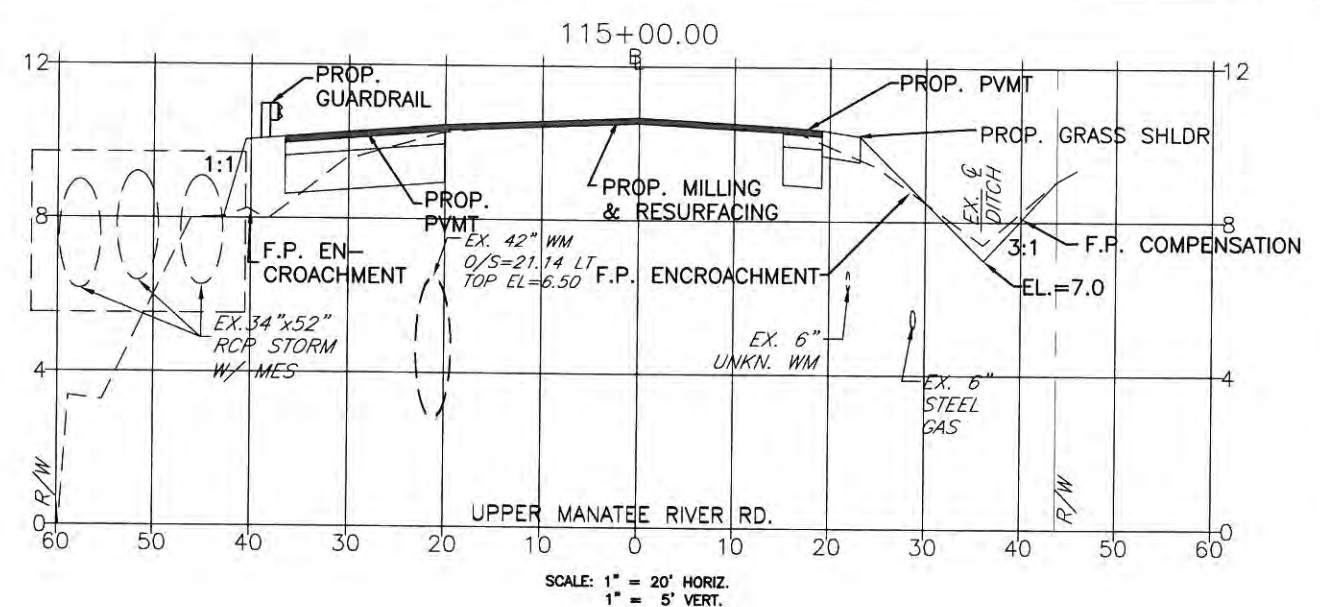 115+00.00
B
12
12
PROP.
GUARDRAIL
PROP. PVMT
PROP. GRASS SHLDR
1:1
PROP.
PVMT
PROP. MILLING
& RESURFACING
EX. ℄
DITCH
8
8
F.P. EN-
CROACHMENT
EX. 42" WM
O/S=21.14 LT
TOP EL=6.50
F.P. ENCROACHMENT
3:1
F.P. COMPENSATION
EL.=7.0
EX.34"x52"
RCP STORM
W/ MES
EX. 6"
UNKN. WM
4
4
EX. 6"
STEEL
GAS
R/W
R/W
0
0
UPPER MANATEE RIVER RD.
60 50 40 30 20 10 0 10 20 30 40 50 60
SCALE: 1" = 20' HORIZ.
1" = 5' VERT.